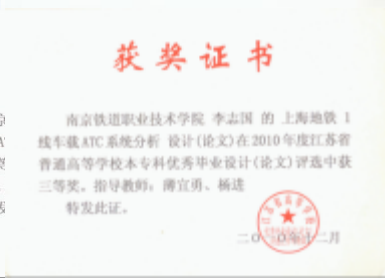 获奖证书
南京铁道职业技术学院 李志国 的 上海地铁 1
线车载ATC系统分析 设计(论文)在2010年度江苏省
普通高等学校本专科优秀毕业设计(论文)评选中获
三等奖。指导教师:薄宜勇、杨进
特发此证。
二〇一〇年十二月